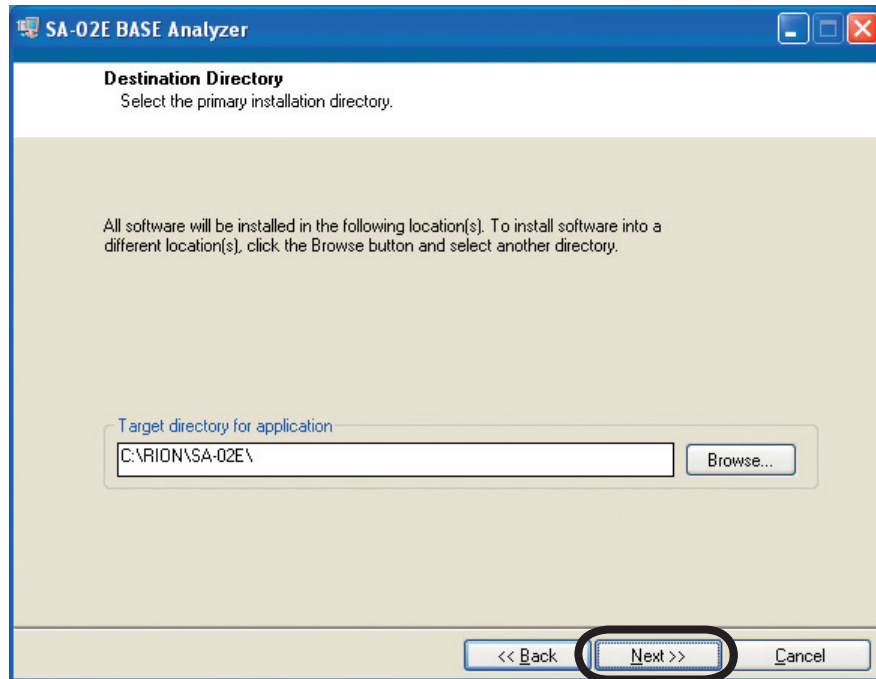 SA-02E BASE Analyzer
Destination Directory
Select the primary installation directory.
All software will be installed in the following location(s). To install software into a
different location(s), click the Browse button and select another directory.
Target directory for application
C:\RION\SA-02E\
Browse...
<< Back
Next >>
Cancel